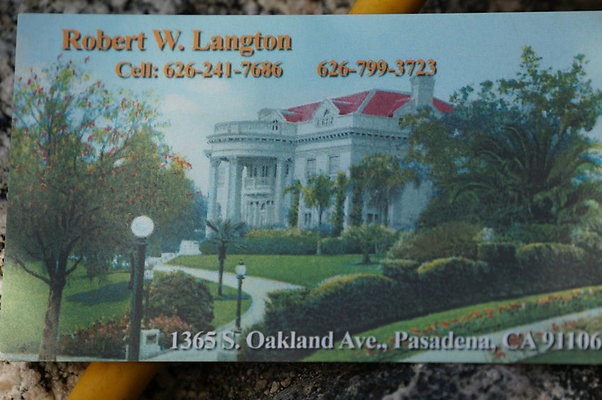 Robert W. Langton
Cell: 626-241-7686 626-799-3723
1365 S. Oakland Ave., Pasadena, CA 91106